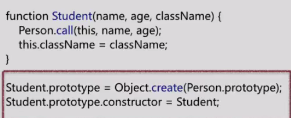 function Student(name, age, className) {
Person.call(this, name, age);
this.className = className;
}
Student.prototype = Object.create(Person.prototype);
Student.prototype.constructor = Student;